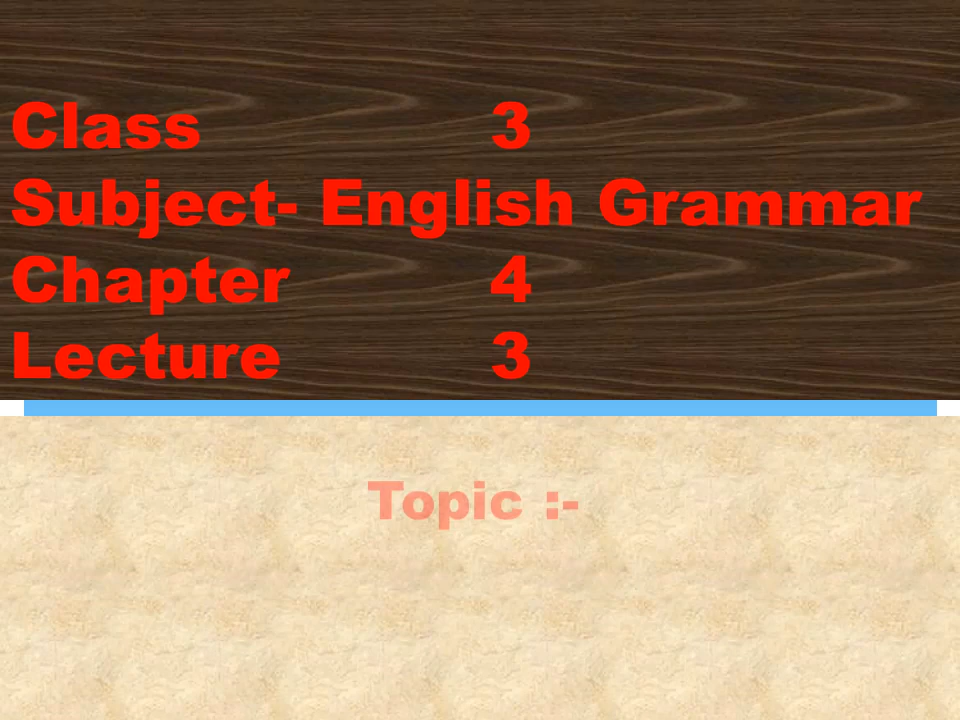 Class 3
Subject- English Grammar
Chapter 4
Lecture 3
Topic :-